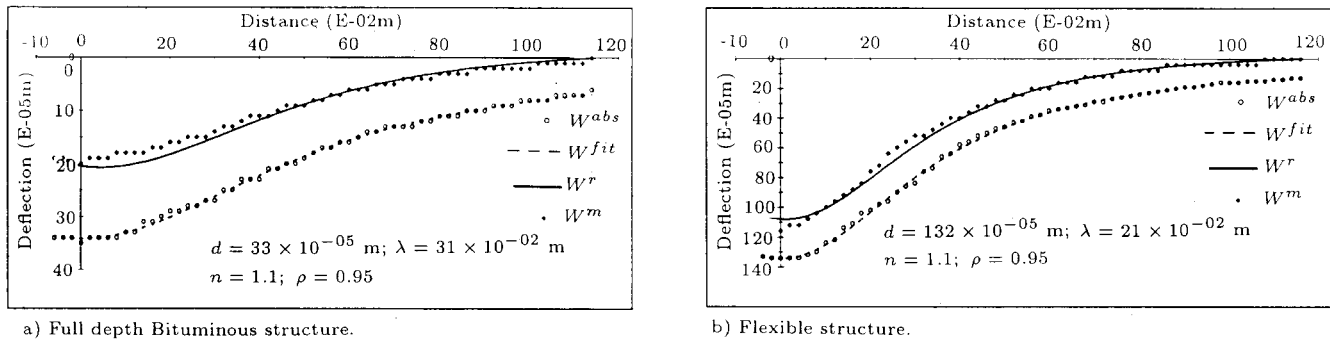 Distance (E-02m)
-10 0 20 40 60 80 100 120
Deflection (E-05m)
0
10
20
30
40
W^abs
W^fit
W^r
W^m
d = 33 × 10^-05 m; λ = 31 × 10^-02 m
n = 1.1; ρ = 0.95
a) Full depth Bituminous structure.
Distance (E-02m)
-10 0 20 40 60 80 100 120
Deflection (E-05m)
0
20
40
60
80
100
120
140
W^abs
W^fit
W^r
W^m
d = 132 × 10^-05 m; λ = 21 × 10^-02 m
n = 1.1; ρ = 0.95
b) Flexible structure.